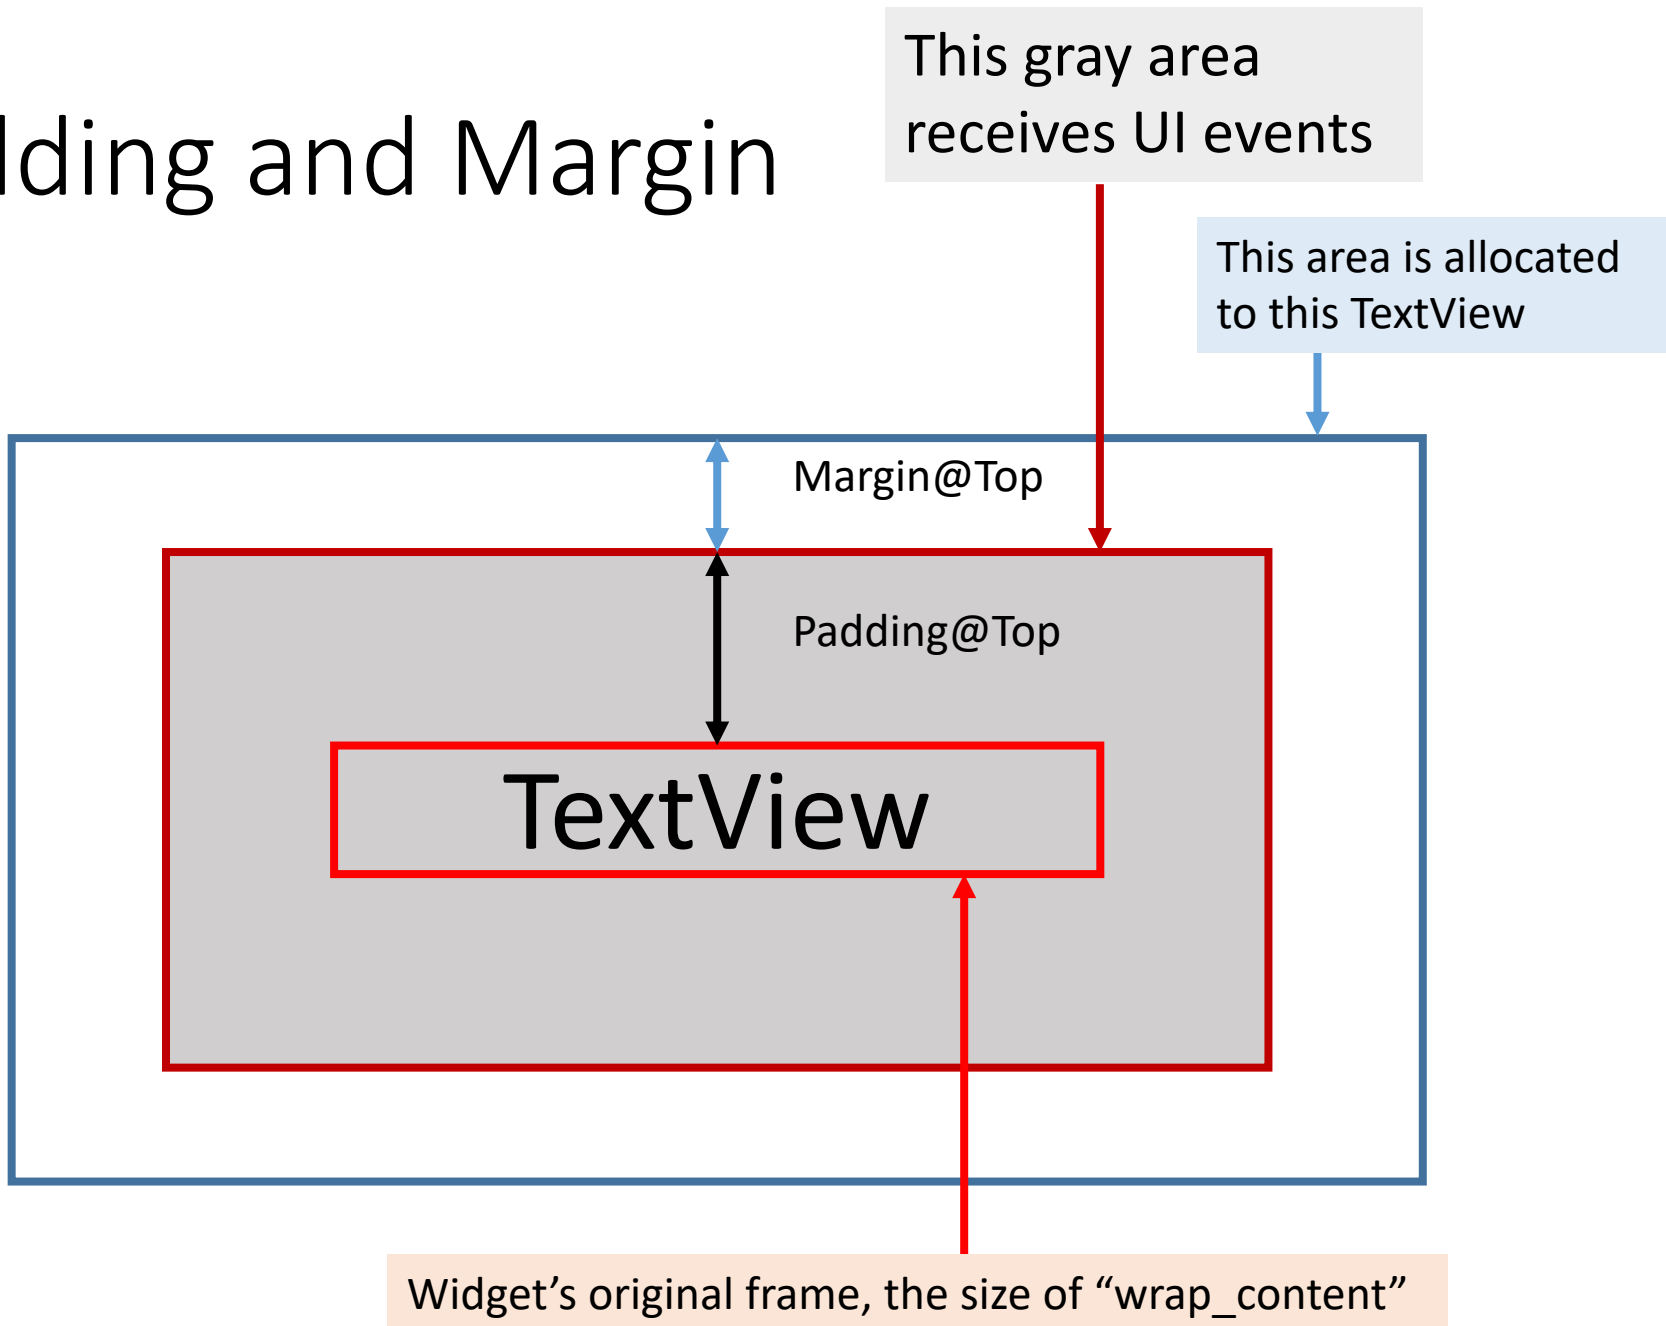 This gray area
receives UI events
dding and Margin
This area is allocated
to this TextView
Margin@Top
Padding@Top
TextView
Widget’s original frame, the size of “wrap_content”